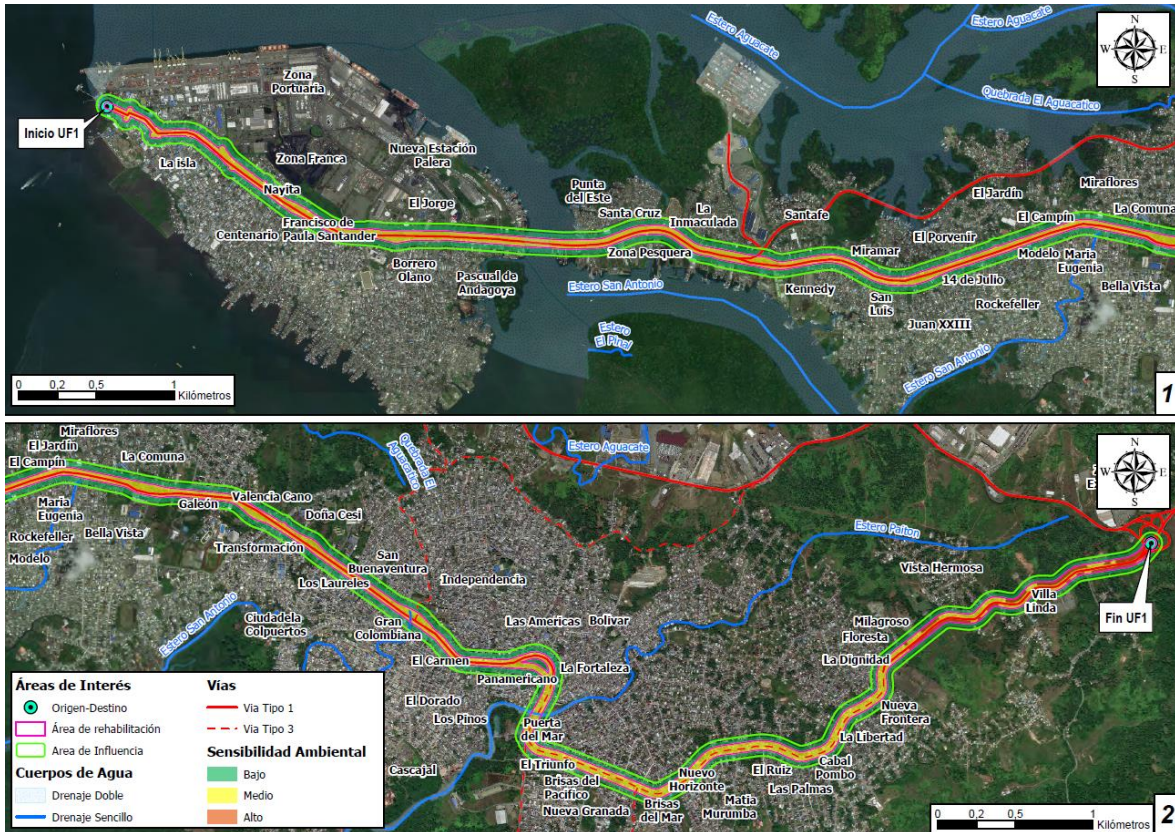 Estero Aguacate
Estero Aguacate
N
W E
S
Zona
Portuaria
Quebrada El Aguacatico
Inicio UF1
La isla
Zona Franca
Nueva Estación
Palera
Miraflores
Nayita
Punta
del Este
El Jardín
El Jorge
Santa Cruz
La
Inmaculada
Santafe
El Campín
La Comuna
Centenario
Francisco de
Paula Santander
El Porvenir
Zona Pesquera
Miramar
Modelo
Maria
Eugenia
Borrero
Olano
Pascual de
Andagoya
Estero San Antonio
Kennedy
14 de Julio
Bella Vista
San
Luis
Rockefeller
Estero
El Piñal
Juan XXIII
Estero San Antonio
0 0,2 0,5 1
Kilómetros
1
Miraflores
El Jardín
La Comuna
El Campín
Quebrada El
Aguacatico
Estero Aguacate
N
W E
S
E
Valencia Cano
Galeón
Maria
Eugenia
Doña Cesi
Estero Paiton
Rockefeller
Bella Vista
Transformación
San
Buenaventura
Modelo
Los Laureles
Independencia
Vista Hermosa
Villa
Linda
Fin UF1
Ciudadela
Colpuertos
Estero San Antonio
Gran
Colombiana
Las Americas
Bolivar
Milagroso
Floresta
El Carmen
La Fortaleza
La Dignidad
Panamericano
El Dorado
Los Pinos
Puerta
del Mar
Nueva
Frontera
La Libertad
Cascajal
El Triunfo
Brisas del
Pacifico
Nuevo
Horizonte
El Ruiz
Cabal
Pombo
Nueva Granada
Brisas
del Mar
Matia
Murumba
Las Palmas
Áreas de Interés
Origen-Destino
Área de rehabilitación
Area de Influencia
Cuerpos de Agua
Drenaje Doble
Drenaje Sencillo
Vías
Via Tipo 1
Via Tipo 3
Sensibilidad Ambiental
Bajo
Medio
Alto
0 0,2 0,5 1
Kilómetros
2